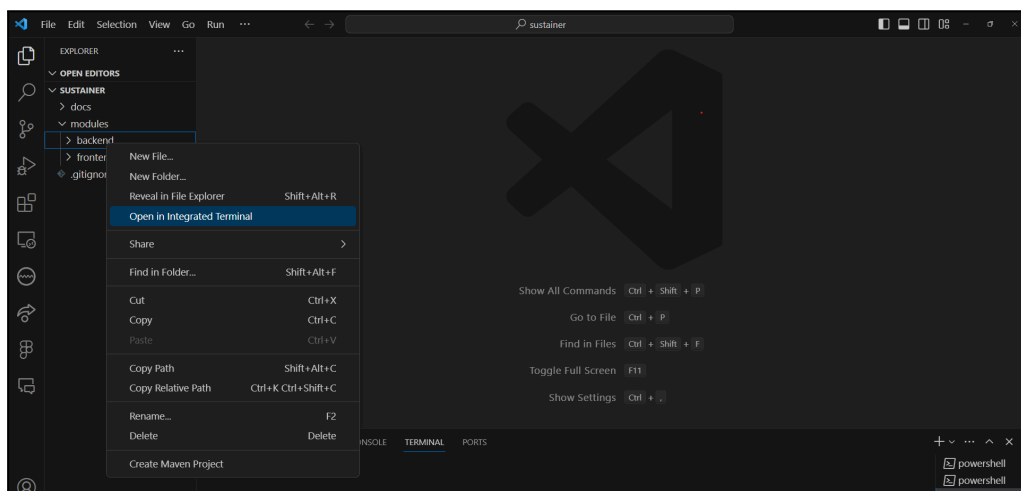 File Edit Selection View Go Run ···
sustainer
EXPLORER ···
OPEN EDITORS
SUSTAINER
docs
modules
backend
fronter
.gitignor
New File...
New Folder...
Reveal in File Explorer Shift+Alt+R
Open in Integrated Terminal
Share
Find in Folder... Shift+Alt+F
Cut Ctrl+X
Copy Ctrl+C
Paste Ctrl+V
Copy Path Shift+Alt+C
Copy Relative Path Ctrl+K Ctrl+Shift+C
Rename... F2
Delete Delete
Create Maven Project
Show All Commands Ctrl + Shift + P
Go to File Ctrl + P
Find in Files Ctrl + Shift + F
Toggle Full Screen F11
Show Settings Ctrl + ,
ONSOLE TERMINAL PORTS
powershell
powershell